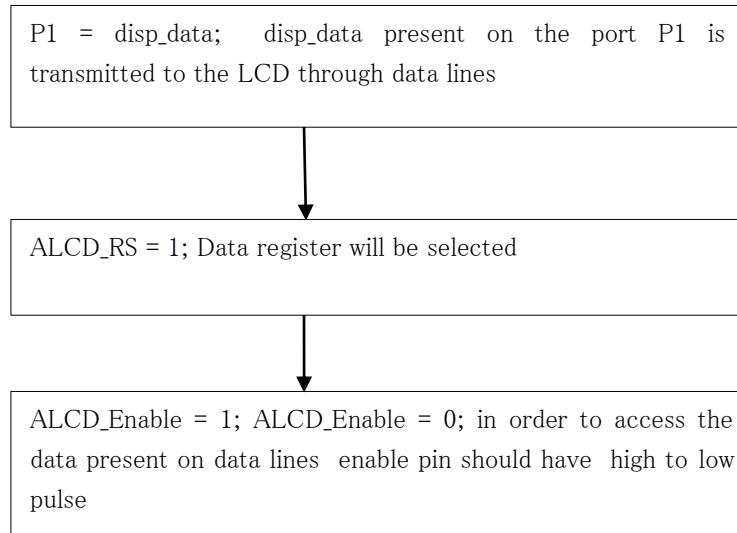 P1 = disp_data; disp_data present on the port P1 is
transmitted to the LCD through data lines
ALCD_RS = 1; Data register will be selected
ALCD_Enable = 1; ALCD_Enable = 0; in order to access the
data present on data lines enable pin should have high to low
pulse